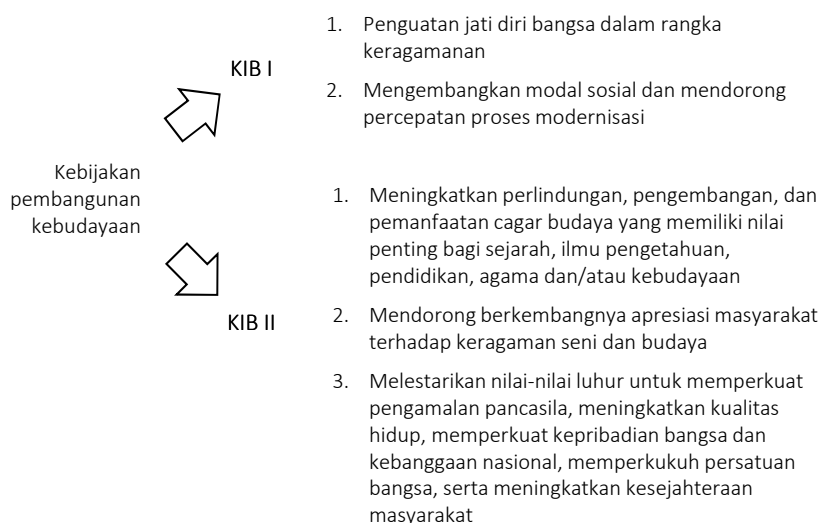 Kebijakan
pembangunan
kebudayaan
KIB I
1. Penguatan jati diri bangsa dalam rangka
keragamanan
2. Mengembangkan modal sosial dan mendorong
percepatan proses modernisasi
KIB II
1. Meningkatkan perlindungan, pengembangan, dan
pemanfaatan cagar budaya yang memiliki nilai
penting bagi sejarah, ilmu pengetahuan,
pendidikan, agama dan/atau kebudayaan
2. Mendorong berkembangnya apresiasi masyarakat
terhadap keragaman seni dan budaya
3. Melestarikan nilai-nilai luhur untuk memperkuat
pengamalan pancasila, meningkatkan kualitas
hidup, memperkuat kepribadian bangsa dan
kebanggaan nasional, memperkukuh persatuan
bangsa, serta meningkatkan kesejahteraan
masyarakat